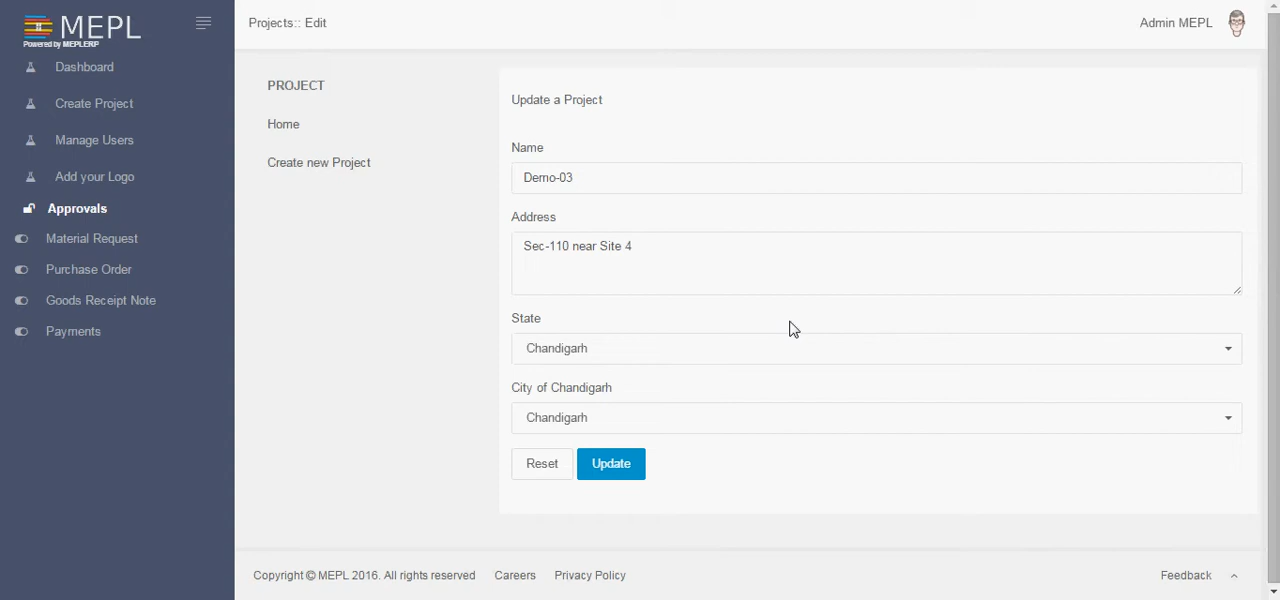 MEPL
Powered by MEPLERP
Dashboard
Create Project
Manage Users
Add your Logo
Approvals
Material Request
Purchase Order
Goods Receipt Note
Payments
Projects:: Edit
Admin MEPL
PROJECT
Home
Create new Project
Update a Project
Name
Demo-03
Address
Sec-110 near Site 4
State
Chandigarh
City of Chandigarh
Chandigarh
Reset Update
Copyright © MEPL 2016. All rights reserved Careers Privacy Policy Feedback